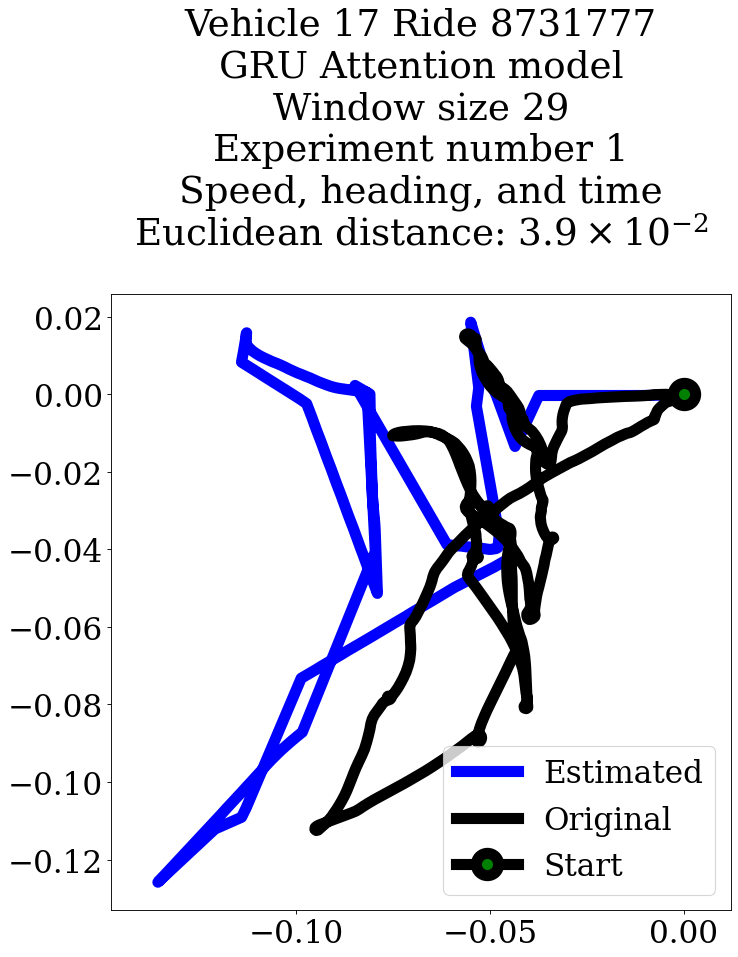 Vehicle 17 Ride 8731777
GRU Attention model
Window size 29
Experiment number 1
Speed, heading, and time
Euclidean distance: 3.9 × 10⁻²
0.02
0.00
−0.02
−0.04
−0.06
−0.08
−0.10
−0.12
Estimated
Original
Start
−0.10
−0.05
0.00